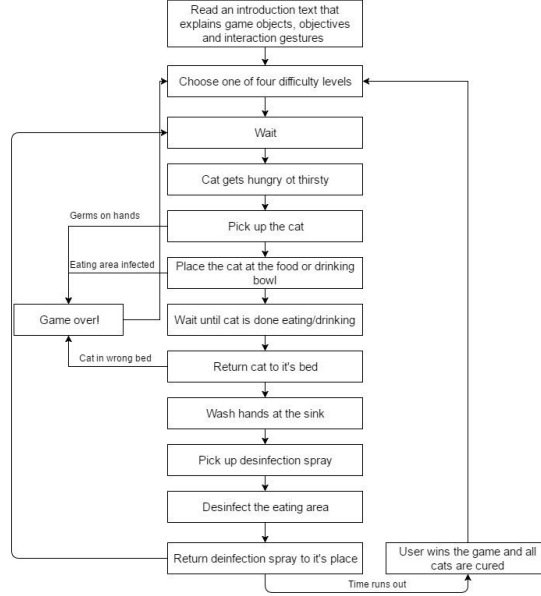 Read an introduction text that
explains game objects, objectives
and interaction gestures
Choose one of four difficulty levels
Wait
Cat gets hungry ot thirsty
Germs on hands
Pick up the cat
Eating area infected
Place the cat at the food or drinking
bowl
Game over!
Wait until cat is done eating/drinking
Cat in wrong bed
Return cat to it's bed
Wash hands at the sink
Pick up desinfection spray
Desinfect the eating area
Return deinfection spray to it's place
User wins the game and all
cats are cured
Time runs out